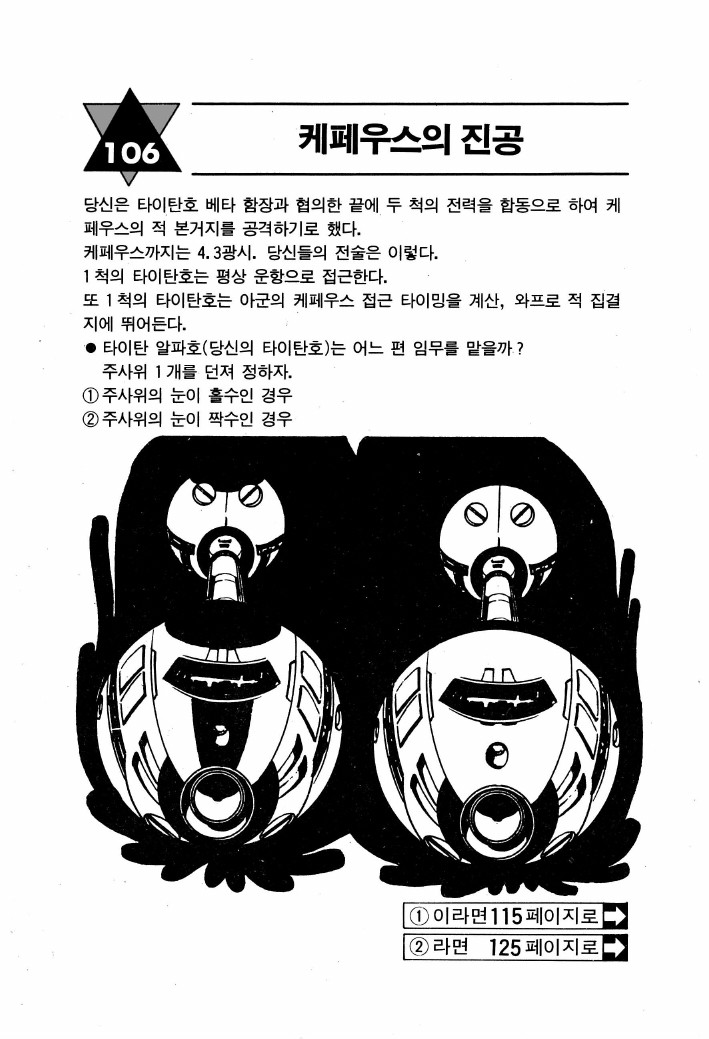 106
케페우스의 진공
당신은 타이탄호 베타 함장과 협의한 끝에 두 척의 전력을 합동으로 하여 케
페우스의 적 본거지를 공격하기로 했다.
케페우스까지는 4.3광시. 당신들의 전술은 이렇다.
1척의 타이탄호는 평상 운항으로 접근한다.
또 1척의 타이탄호는 아군의 케페우스 접근 타이밍을 계산, 와프로 적 집결
지에 뛰어든다.
● 타이탄 알파호(당신의 타이탄호)는 어느 편 임무를 맡을까?
주사위 1개를 던져 정하자.
①주사위의 눈이 홀수인 경우
②주사위의 눈이 짝수인 경우
①이라면115페이지로
②라면 125페이지로